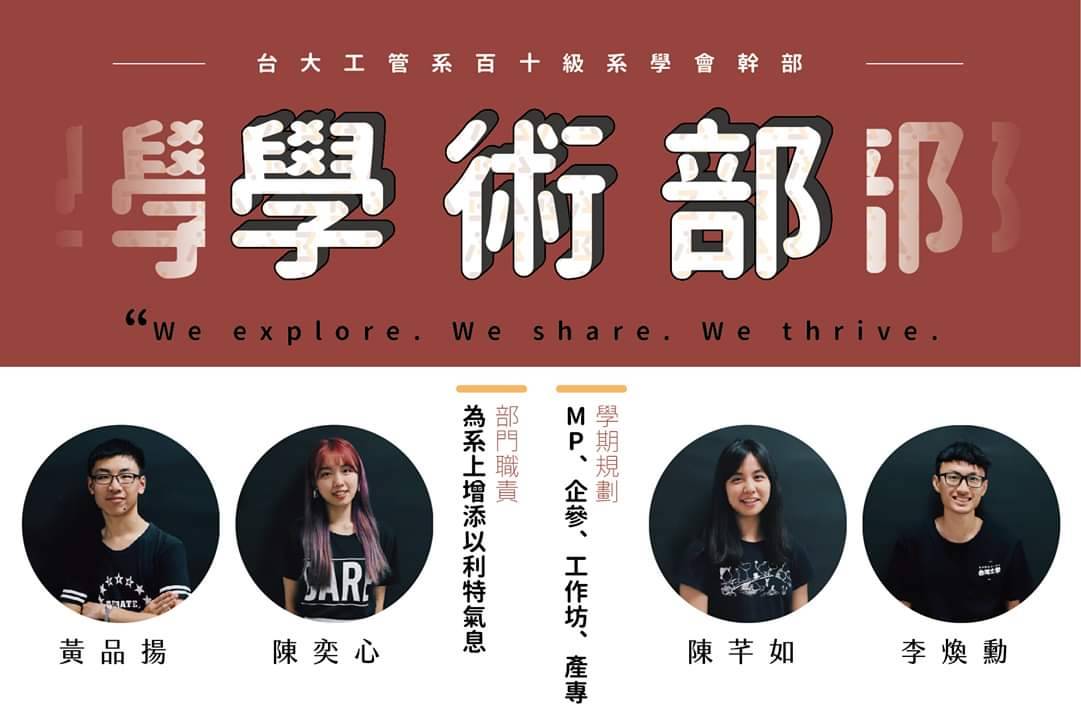 台大工管系百十級系學會幹部
學術部
“We explore. We share. We thrive.
學期規劃
MP、企參、工作坊、產專
部門職責
為系上增添以利特氣息
黃品揚
陳奕心
陳芊如
李煥勳